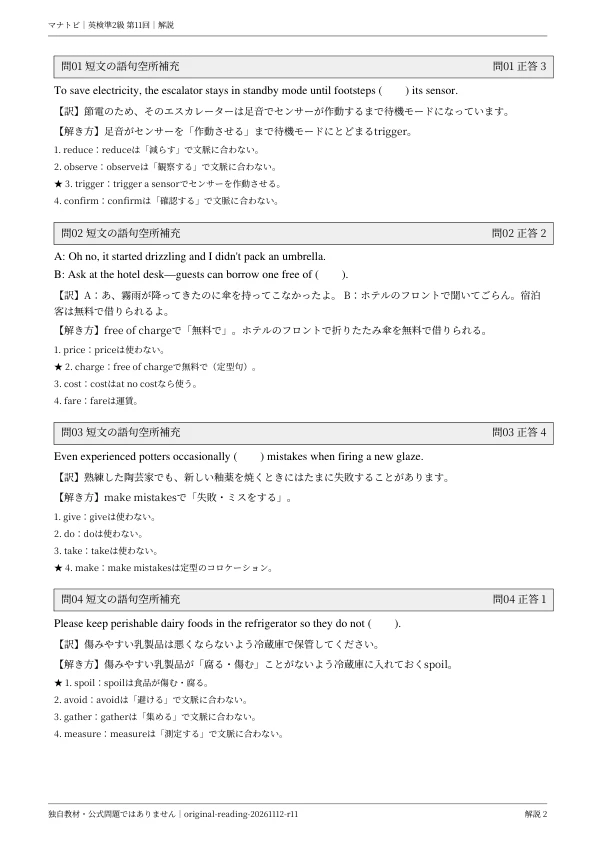 マナトビ｜英検準2級 第11回｜解説
問01 短文の語句空所補充 問01 正答 3
To save electricity, the escalator stays in standby mode until footsteps (　　) its sensor.
【訳】節電のため、そのエスカレーターは足音でセンサーが作動するまで待機モードになっています。
【解き方】足音がセンサーを「作動させる」まで待機モードにとどまるtrigger。
1. reduce：reduceは「減らす」で文脈に合わない。
2. observe：observeは「観察する」で文脈に合わない。
★ 3. trigger：trigger a sensorでセンサーを作動させる。
4. confirm：confirmは「確認する」で文脈に合わない。
問02 短文の語句空所補充 問02 正答 2
A: Oh no, it started drizzling and I didn't pack an umbrella.
B: Ask at the hotel desk—guests can borrow one free of (　　).
【訳】A：あ、霧雨が降ってきたのに傘を持ってこなかったよ。 B：ホテルのフロントで聞いてごらん。宿泊
客は無料で借りられるよ。
【解き方】free of chargeで「無料で」。ホテルのフロントで折りたたみ傘を無料で借りられる。
1. price：priceは使わない。
★ 2. charge：free of chargeで無料で（定型句）。
3. cost：costはat no costなら使う。
4. fare：fareは運賃。
問03 短文の語句空所補充 問03 正答 4
Even experienced potters occasionally (　　) mistakes when firing a new glaze.
【訳】熟練した陶芸家でも、新しい釉薬を焼くときにはたまに失敗することがあります。
【解き方】make mistakesで「失敗・ミスをする」。
1. give：giveは使わない。
2. do：doは使わない。
3. take：takeは使わない。
★ 4. make：make mistakesは定型のコロケーション。
問04 短文の語句空所補充 問04 正答 1
Please keep perishable dairy foods in the refrigerator so they do not (　　).
【訳】傷みやすい乳製品は悪くならないよう冷蔵庫で保管してください。
【解き方】傷みやすい乳製品が「腐る・傷む」ことがないよう冷蔵庫に入れておくspoil。
★ 1. spoil：spoilは食品が傷む・腐る。
2. avoid：avoidは「避ける」で文脈に合わない。
3. gather：gatherは「集める」で文脈に合わない。
4. measure：measureは「測定する」で文脈に合わない。
独自教材・公式問題ではありません｜original-reading-20261112-r11 解説 2